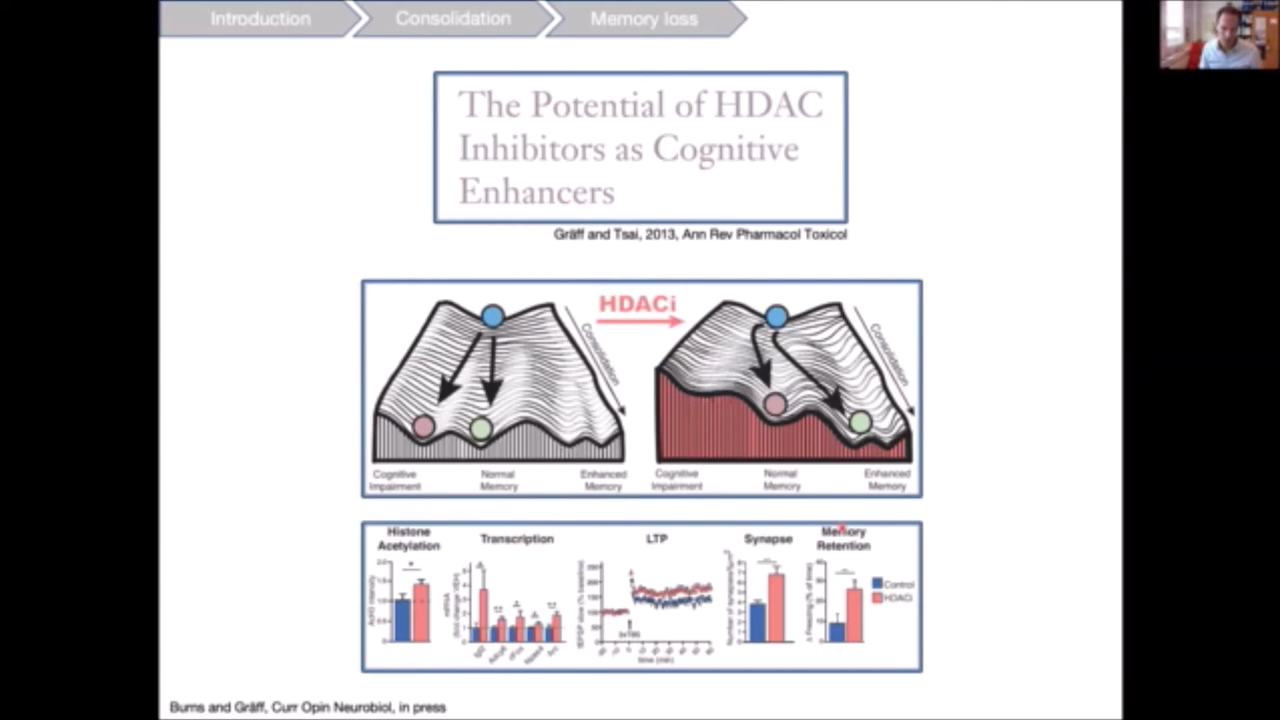 Introduction
Consolidation
Memory loss
The Potential of HDAC
Inhibitors as Cognitive
Enhancers
Gräff and Tsai, 2013, Ann Rev Pharmacol Toxicol
HDACi
Consolidation
Consolidation
Cognitive
Impairment
Normal
Memory
Enhanced
Memory
Cognitive
Impairment
Normal
Memory
Enhanced
Memory
Histone
Acetylation
Transcription
LTP
Synapse
Memory
Retention
Control
HDACi
time (min)
Burns and Gräff, Curr Opin Neurobiol, in press